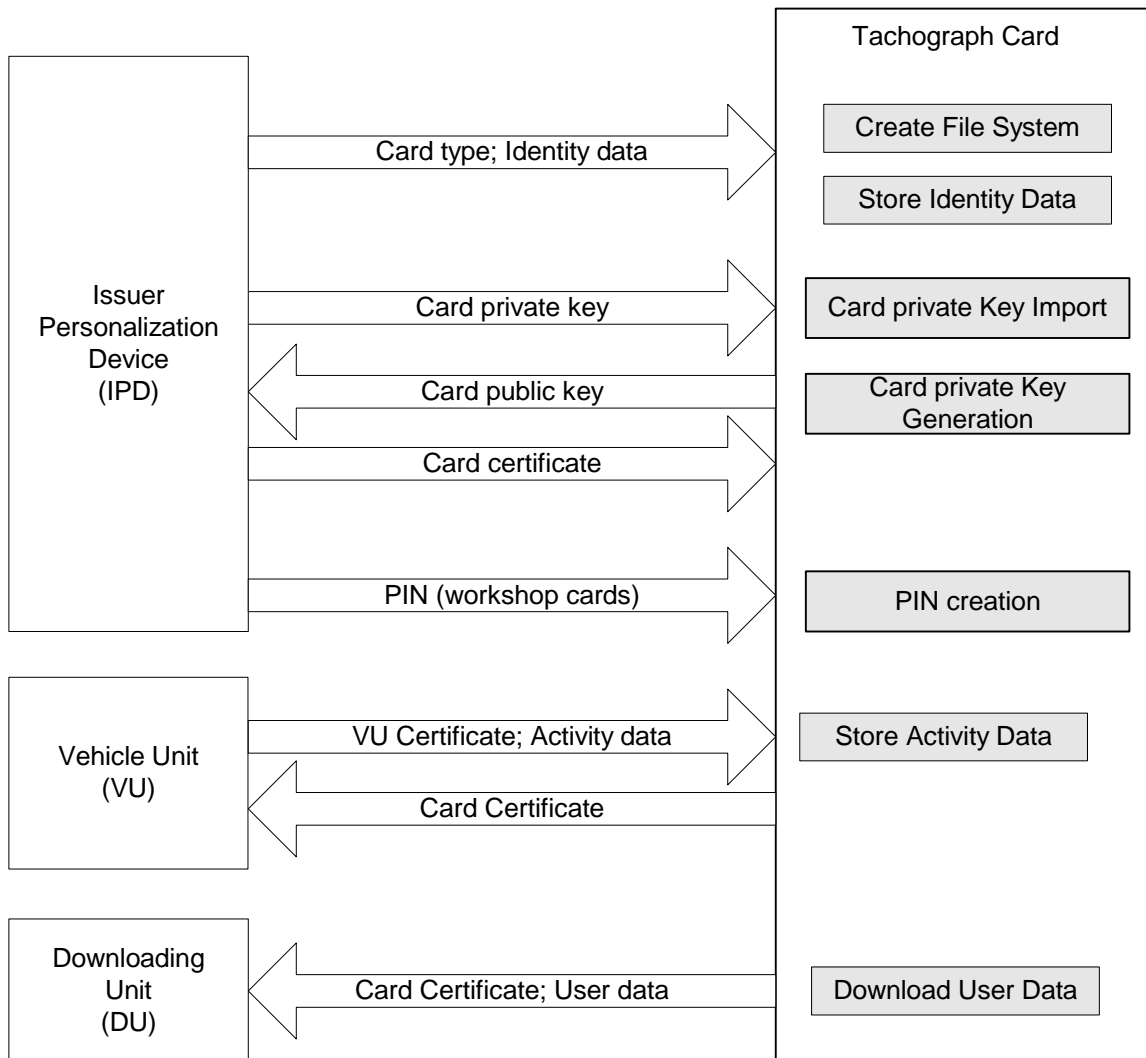 Tachograph Card
Create File System
Card type; Identity data
Store Identity Data
Issuer
Personalization
Device
(IPD)
Card private key
Card private Key Import
Card public key
Card private Key
Generation
Card certificate
PIN (workshop cards)
PIN creation
Vehicle Unit
(VU)
VU Certificate; Activity data
Store Activity Data
Card Certificate
Downloading
Unit
(DU)
Card Certificate; User data
Download User Data